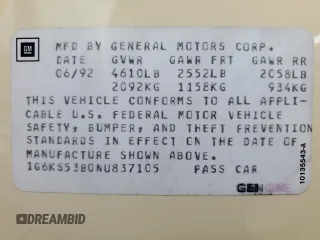 GM
MFD BY GENERAL MOTORS CORP.
DATE GVWR GAWR FRT GAWR RR
06/92 4610LB 2552LB 2058LB
2092KG 1158KG 934KG
THIS VEHICLE CONFORMS TO ALL APPLI-
CABLE U.S. FEDERAL MOTOR VEHICLE
SAFETY, BUMPER, AND THEFT PREVENTION
STANDARDS IN EFFECT ON THE DATE OF
MANUFACTURE SHOWN ABOVE.
1G6KS53B0NU837105 PASS CAR
10135543-A
DREAMBID